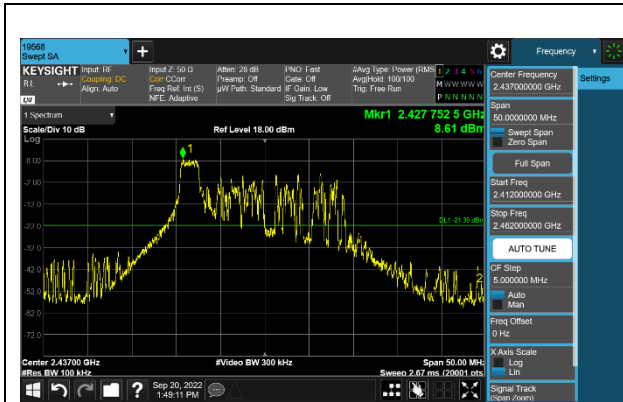 19568
Swept SA
Frequency
KEYSIGHT
R L
Input: RF
Coupling: DC
Align: Auto
Input Z: 50 Ω
Corr CCorr
Freq Ref: Int (S)
NFE: Adaptive
Atten: 28 dB
Preamp: Off
µW Path: Standard
PNO: Fast
Gate: Off
IF Gain: Low
Sig Track: Off
#Avg Type: Power (RMS
Avg|Hold: 100/100
Trig: Free Run
1 2 3 4 5 6
M W W W W W
P N N N N N
Center Frequency
2.437000000 GHz
Settings
1 Spectrum
Scale/Div 10 dB
Log
Ref Level 18.00 dBm
Mkr1 2.427 752 5 GHz
8.61 dBm
Span
50.0000000 MHz
Swept Span
Zero Span
Full Span
Start Freq
2.412000000 GHz
Stop Freq
2.462000000 GHz
AUTO TUNE
CF Step
5.000000 MHz
Auto
Man
Freq Offset
0 Hz
X Axis Scale
Log
Lin
Signal Track
(Span Zoom)
1
8.00
-2.00
-12.0
-22.0
DL1 -21.39 dBm
-32.0
-42.0
2
-52.0
-62.0
-72.0
Center 2.43700 GHz
#Video BW 300 kHz
Span 50.00 MHz
#Res BW 100 kHz
Sweep 2.67 ms (20001 pts
Sep 20, 2022
1:49:11 PM